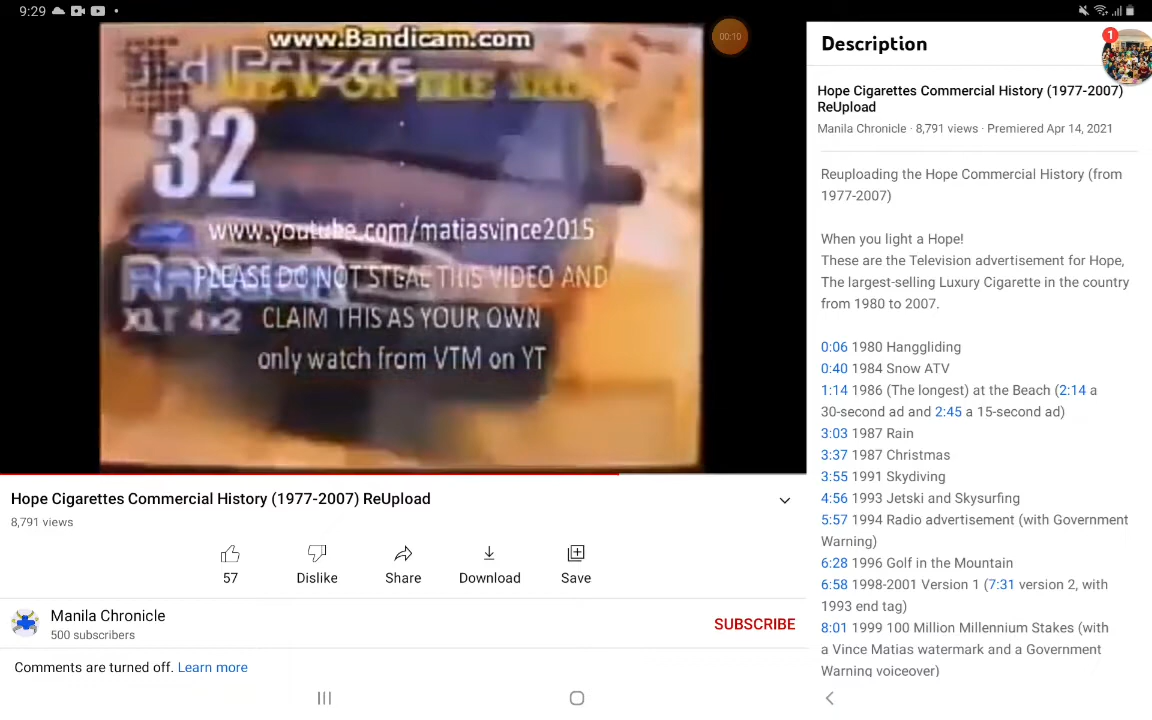 9:29
00:10
www.Bandicam.com
3rd Prizes
32
www.youtube.com/matiasvince2015
PLEASE DO NOT STEAL THIS VIDEO AND
CLAIM THIS AS YOUR OWN
only watch from VTM on YT
RANGER
XLT 4x2
Hope Cigarettes Commercial History (1977-2007) ReUpload
8,791 views
57
Dislike
Share
Download
Save
Manila Chronicle
500 subscribers
SUBSCRIBE
Comments are turned off. Learn more
Description
1
Hope Cigarettes Commercial History (1977-2007)
ReUpload
Manila Chronicle · 8,791 views · Premiered Apr 14, 2021
Reuploading the Hope Commercial History (from
1977-2007)
When you light a Hope!
These are the Television advertisement for Hope,
The largest-selling Luxury Cigarette in the country
from 1980 to 2007.
0:06 1980 Hanggliding
0:40 1984 Snow ATV
1:14 1986 (The longest) at the Beach (2:14 a
30-second ad and 2:45 a 15-second ad)
3:03 1987 Rain
3:37 1987 Christmas
3:55 1991 Skydiving
4:56 1993 Jetski and Skysurfing
5:57 1994 Radio advertisement (with Government
Warning)
6:28 1996 Golf in the Mountain
6:58 1998-2001 Version 1 (7:31 version 2, with
1993 end tag)
8:01 1999 100 Million Millennium Stakes (with
a Vince Matias watermark and a Government
Warning voiceover)